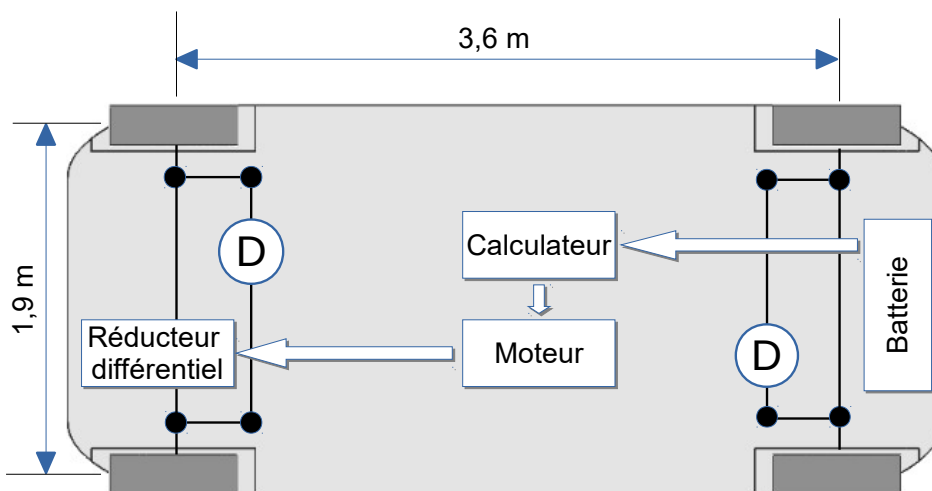 3,6 m
1,9 m
D
Calculateur
Batterie
Réducteur
différentiel
Moteur
D